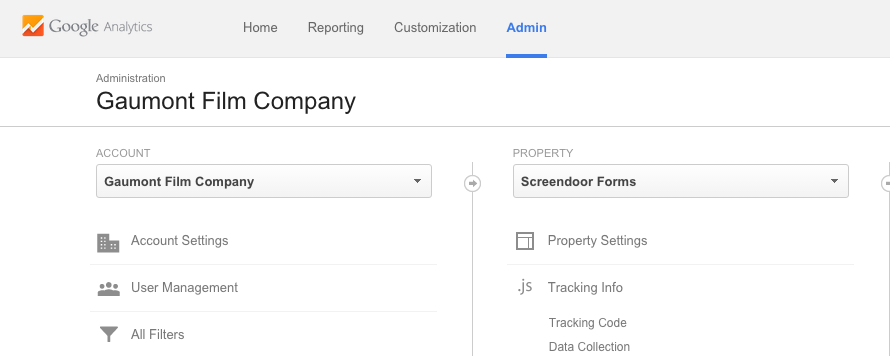 Google Analytics
Home Reporting Customization Admin
Administration
Gaumont Film Company
ACCOUNT
Gaumont Film Company
Account Settings
User Management
All Filters
PROPERTY
Screendoor Forms
Property Settings
.js Tracking Info
Tracking Code
Data Collection